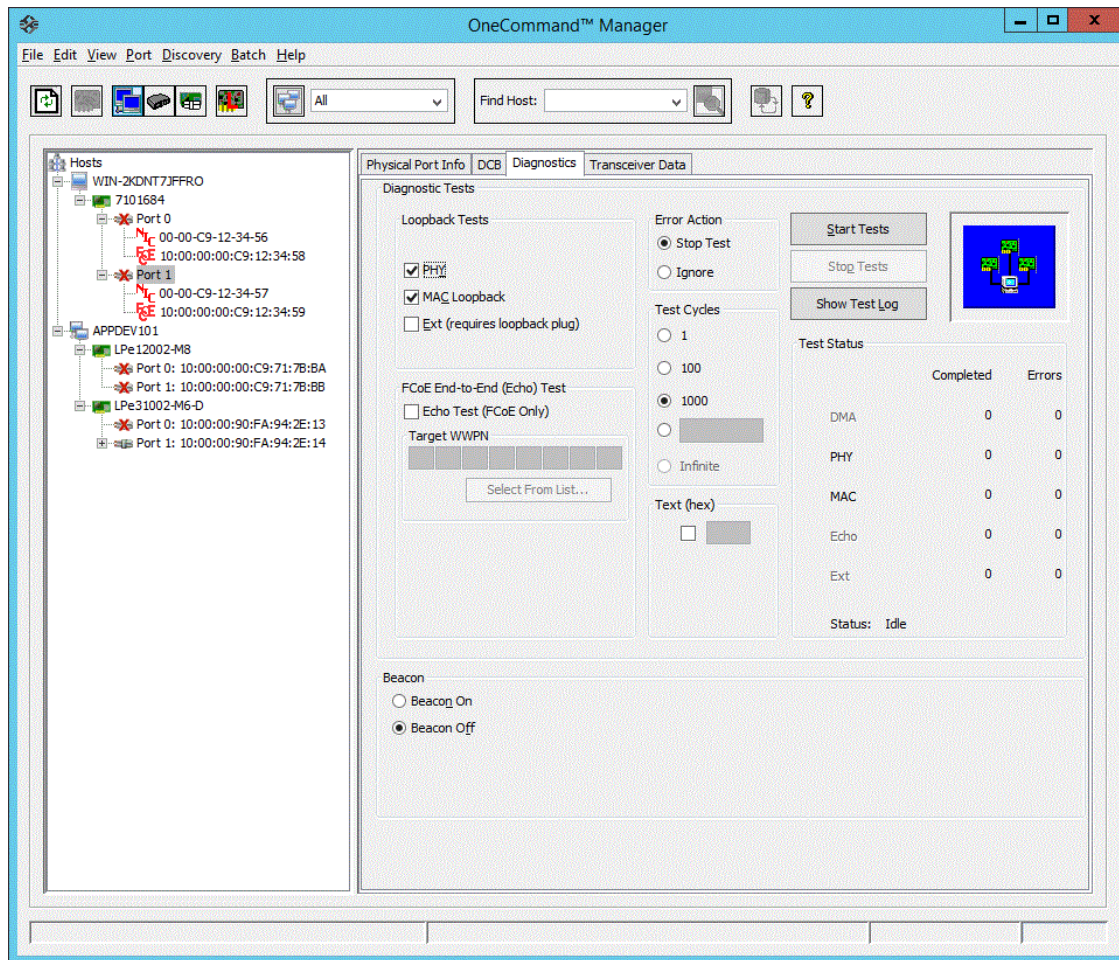 OneCommand™ Manager
File Edit View Port Discovery Batch Help
All
Find Host:
Hosts
WIN-2KDNT7JFFRO
7101684
Port 0
NIC 00-00-C9-12-34-56
FCoE 10:00:00:00:C9:12:34:58
Port 1
NIC 00-00-C9-12-34-57
FCoE 10:00:00:00:C9:12:34:59
APPDEV101
LPe12002-M8
Port 0: 10:00:00:00:C9:71:7B:BA
Port 1: 10:00:00:00:C9:71:7B:BB
LPe31002-M6-D
Port 0: 10:00:00:90:FA:94:2E:13
Port 1: 10:00:00:90:FA:94:2E:14
Physical Port Info DCB Diagnostics Transceiver Data
Diagnostic Tests
Loopback Tests
PHY
MAC Loopback
Ext (requires loopback plug)
FCoE End-to-End (Echo) Test
Echo Test (FCoE Only)
Target WWPN
Select From List...
Error Action
Stop Test
Ignore
Test Cycles
1
100
1000
Infinite
Text (hex)
Start Tests
Stop Tests
Show Test Log
Test Status
Completed Errors
DMA 0 0
PHY 0 0
MAC 0 0
Echo 0 0
Ext 0 0
Status: Idle
Beacon
Beacon On
Beacon Off